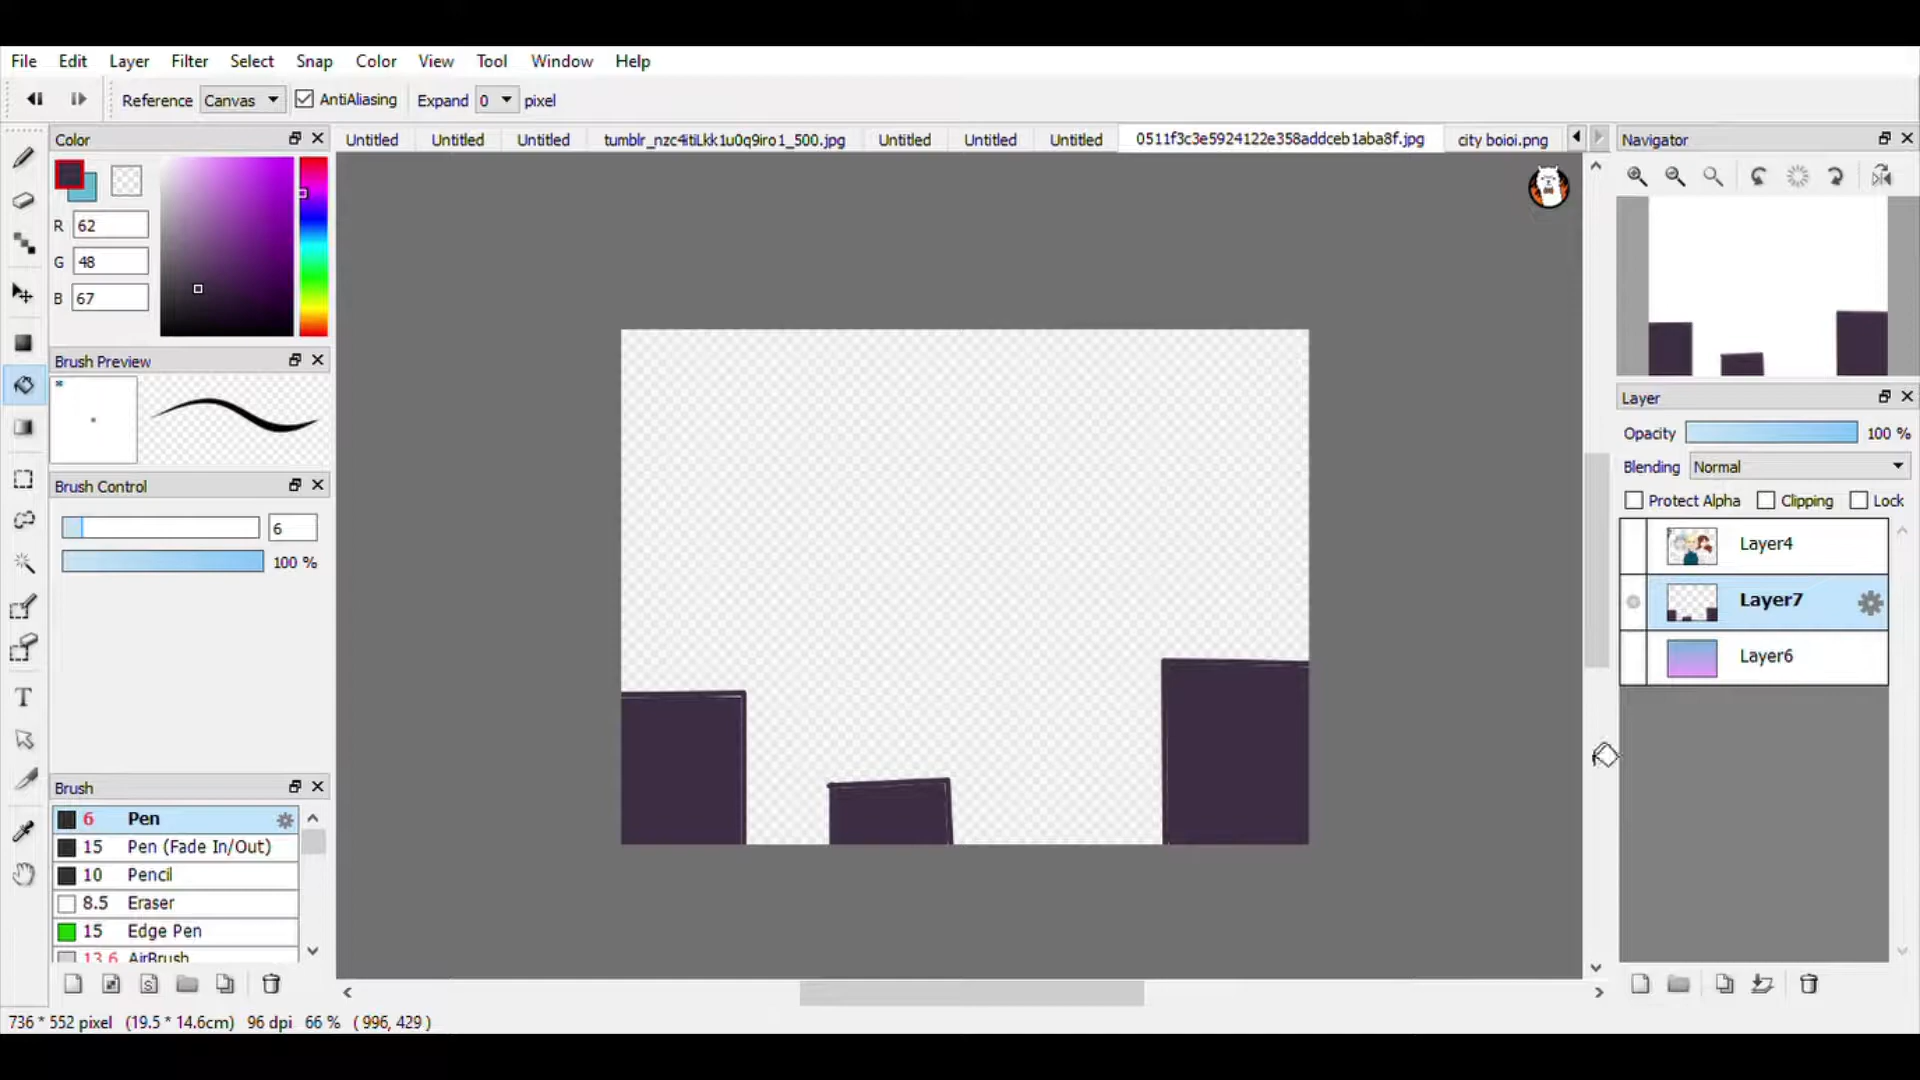 File Edit Layer Filter Select Snap Color View Tool Window Help
Reference Canvas AntiAliasing Expand 0 pixel
Color
Untitled Untitled Untitled tumblr_nzc4itiLkk1u0q9iro1_500.jpg Untitled Untitled Untitled 0511f3c3e5924122e358addceb1aba8f.jpg city boioi.png
Navigator
R 62
G 48
B 67
Brush Preview
Layer
Opacity 100 %
Blending Normal
Brush Control
Protect Alpha Clipping Lock
6
Layer4
100 %
Layer7
Layer6
T
Brush
6 Pen
15 Pen (Fade In/Out)
10 Pencil
8.5 Eraser
15 Edge Pen
13.6 AirBrush
S
736 * 552 pixel (19.5 * 14.6cm) 96 dpi 66 % ( 996, 429 )